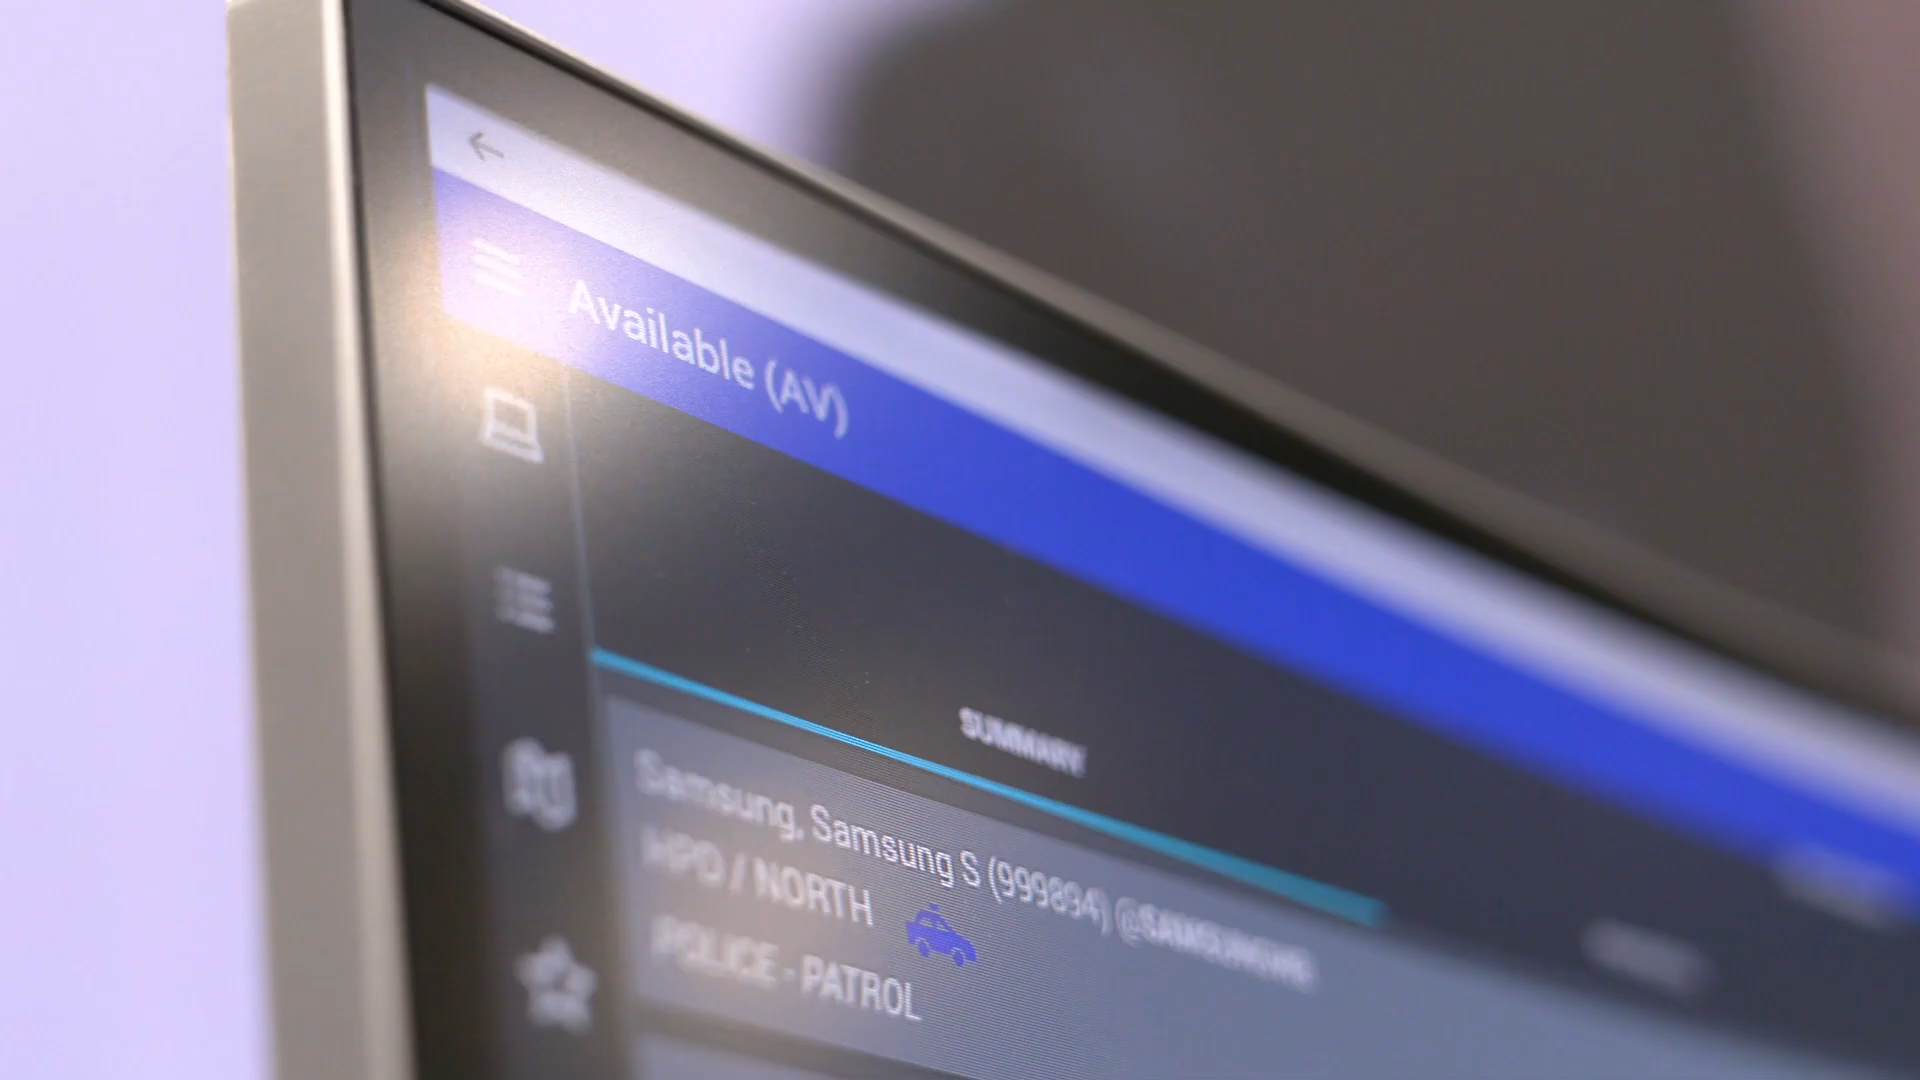 Available (AV)
SUMMARY
Samsung, Samsung S (999894)
HPD / NORTH
POLICE - PATROL